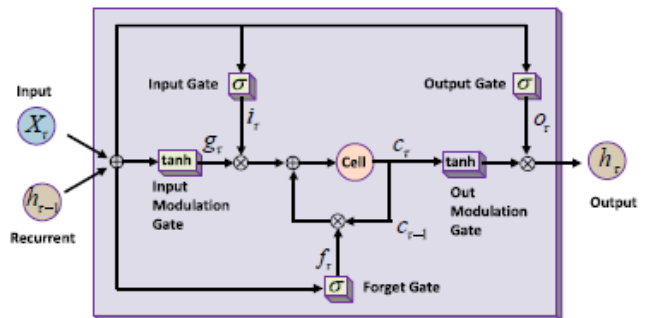 Input Gate
σ
Output Gate
σ
Input
X_τ
i_τ
o_τ
g_τ
c_τ
tanh
Cell
tanh
h_τ
Input
Modulation
Gate
Out
Modulation
Gate
Output
h_τ−1
c_τ−1
Recurrent
f_τ
σ
Forget Gate